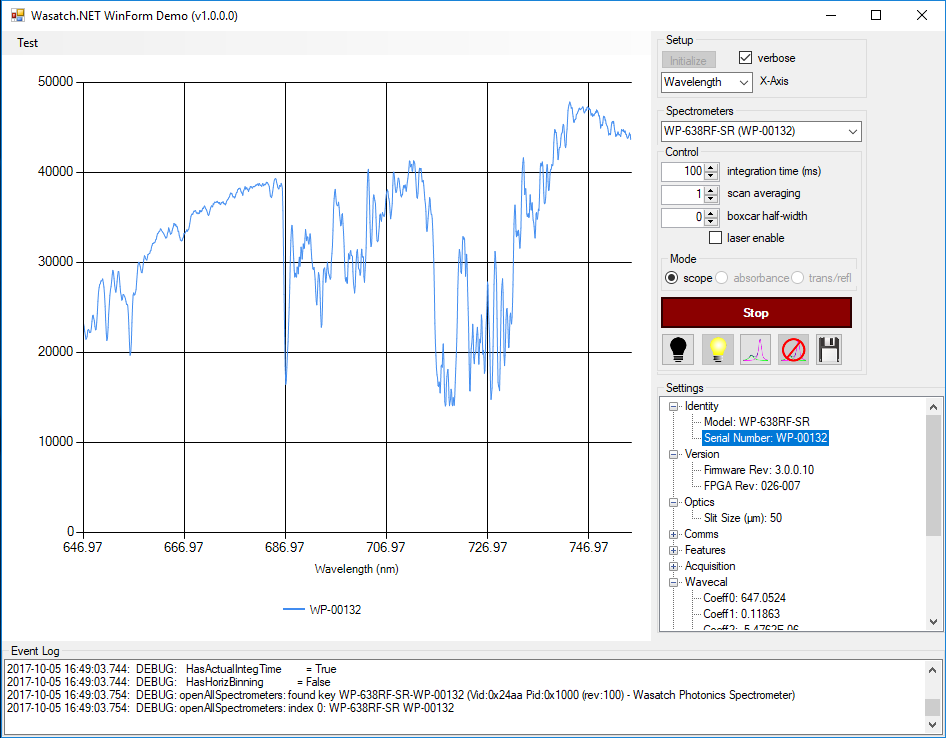 Wasatch.NET WinForm Demo (v1.0.0.0)
Test
50000
40000
30000
20000
10000
0
646.97 666.97 686.97 706.97 726.97 746.97
Wavelength (nm)
WP-00132
Setup
Initialize
verbose
Wavelength
X-Axis
Spectrometers
WP-638RF-SR (WP-00132)
Control
100 integration time (ms)
1 scan averaging
0 boxcar half-width
laser enable
Mode
scope absorbance trans/refl
Stop
Settings
Identity
Model: WP-638RF-SR
Serial Number: WP-00132
Version
Firmware Rev: 3.0.0.10
FPGA Rev: 026-007
Optics
Slit Size (µm): 50
Comms
Features
Acquisition
Wavecal
Coeff0: 647.0524
Coeff1: 0.11863
Coeff2: -5.4762E-06
Event Log
2017-10-05 16:49:03.744: DEBUG: HasActualIntegTime = True
2017-10-05 16:49:03.744: DEBUG: HasHorizBinning = False
2017-10-05 16:49:03.754: DEBUG: openAllSpectrometers: found key WP-638RF-SR-WP-00132 (Vid:0x24aa Pid:0x1000 (rev:100) - Wasatch Photonics Spectrometer)
2017-10-05 16:49:03.754: DEBUG: openAllSpectrometers: index 0: WP-638RF-SR WP-00132